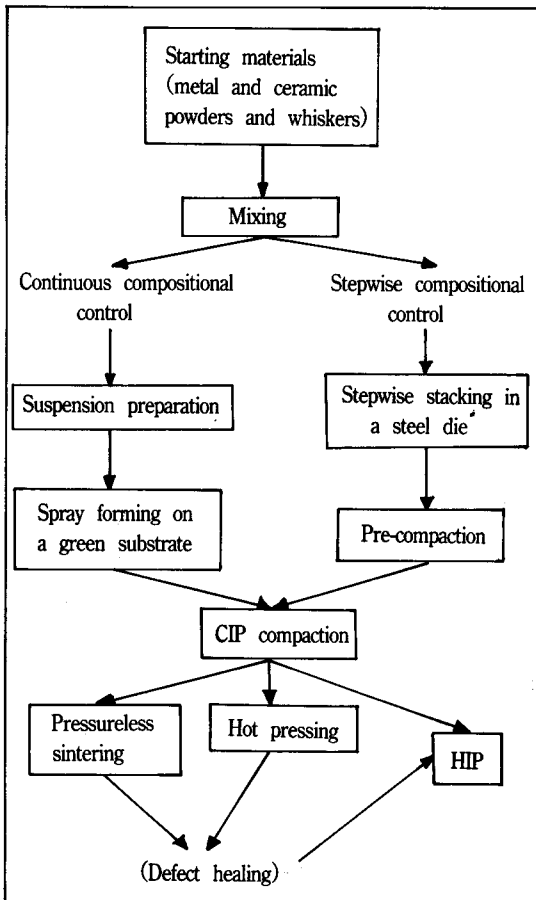 Starting materials
(metal and ceramic
powders and whiskers)
Mixing
Continuous compositional
control
Stepwise compositional
control
Suspension preparation
Stepwise stacking in
a steel die
Spray forming on
a green substrate
Pre-compaction
CIP compaction
Pressureless
sintering
Hot pressing
HIP
(Defect healing)